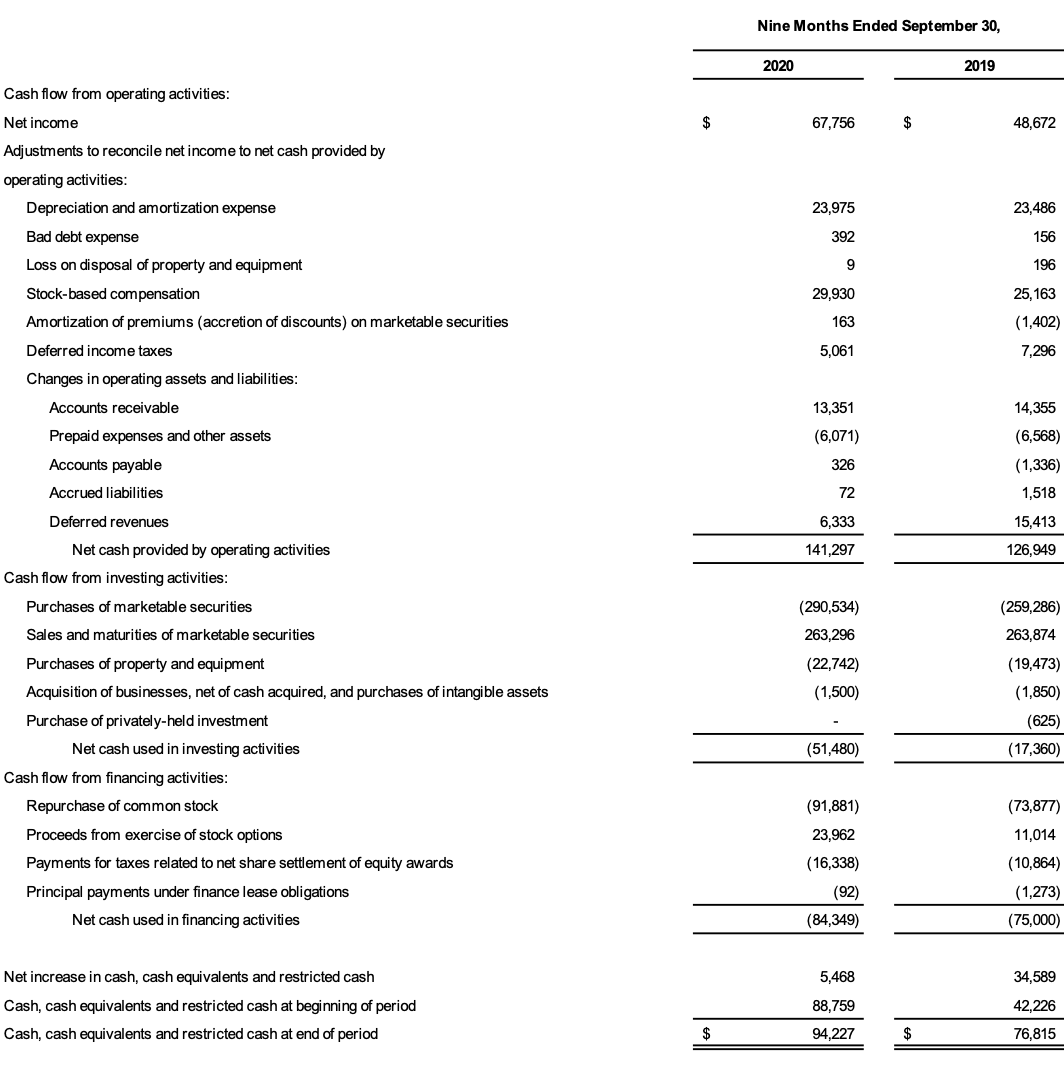 Nine Months Ended September 30,
2020 2019
Cash flow from operating activities:
Net income $ 67,756 $ 48,672
Adjustments to reconcile net income to net cash provided by
operating activities:
Depreciation and amortization expense 23,975 23,486
Bad debt expense 392 156
Loss on disposal of property and equipment 9 196
Stock-based compensation 29,930 25,163
Amortization of premiums (accretion of discounts) on marketable securities 163 (1,402)
Deferred income taxes 5,061 7,296
Changes in operating assets and liabilities:
Accounts receivable 13,351 14,355
Prepaid expenses and other assets (6,071) (6,568)
Accounts payable 326 (1,336)
Accrued liabilities 72 1,518
Deferred revenues 6,333 15,413
Net cash provided by operating activities 141,297 126,949
Cash flow from investing activities:
Purchases of marketable securities (290,534) (259,286)
Sales and maturities of marketable securities 263,296 263,874
Purchases of property and equipment (22,742) (19,473)
Acquisition of businesses, net of cash acquired, and purchases of intangible assets (1,500) (1,850)
Purchase of privately-held investment - (625)
Net cash used in investing activities (51,480) (17,360)
Cash flow from financing activities:
Repurchase of common stock (91,881) (73,877)
Proceeds from exercise of stock options 23,962 11,014
Payments for taxes related to net share settlement of equity awards (16,338) (10,864)
Principal payments under finance lease obligations (92) (1,273)
Net cash used in financing activities (84,349) (75,000)
Net increase in cash, cash equivalents and restricted cash 5,468 34,589
Cash, cash equivalents and restricted cash at beginning of period 88,759 42,226
Cash, cash equivalents and restricted cash at end of period $ 94,227 $ 76,815